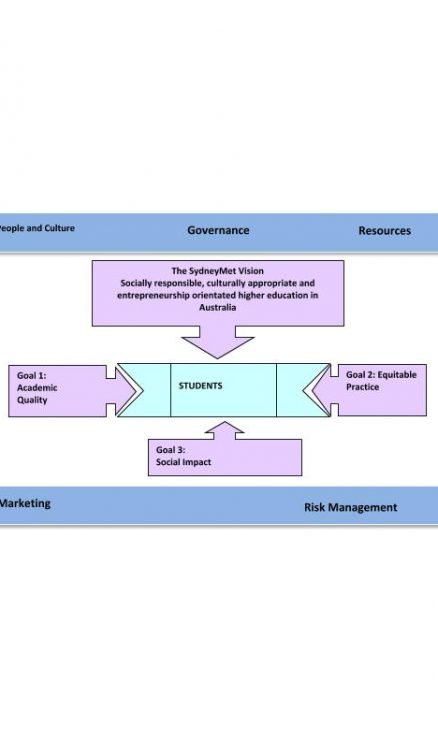 People and Culture
Governance
Resources
The SydneyMet Vision
Socially responsible, culturally appropriate and
entrepreneurship orientated higher education in
Australia
Goal 1:
Academic
Quality
STUDENTS
Goal 2: Equitable
Practice
Goal 3:
Social Impact
Marketing
Risk Management